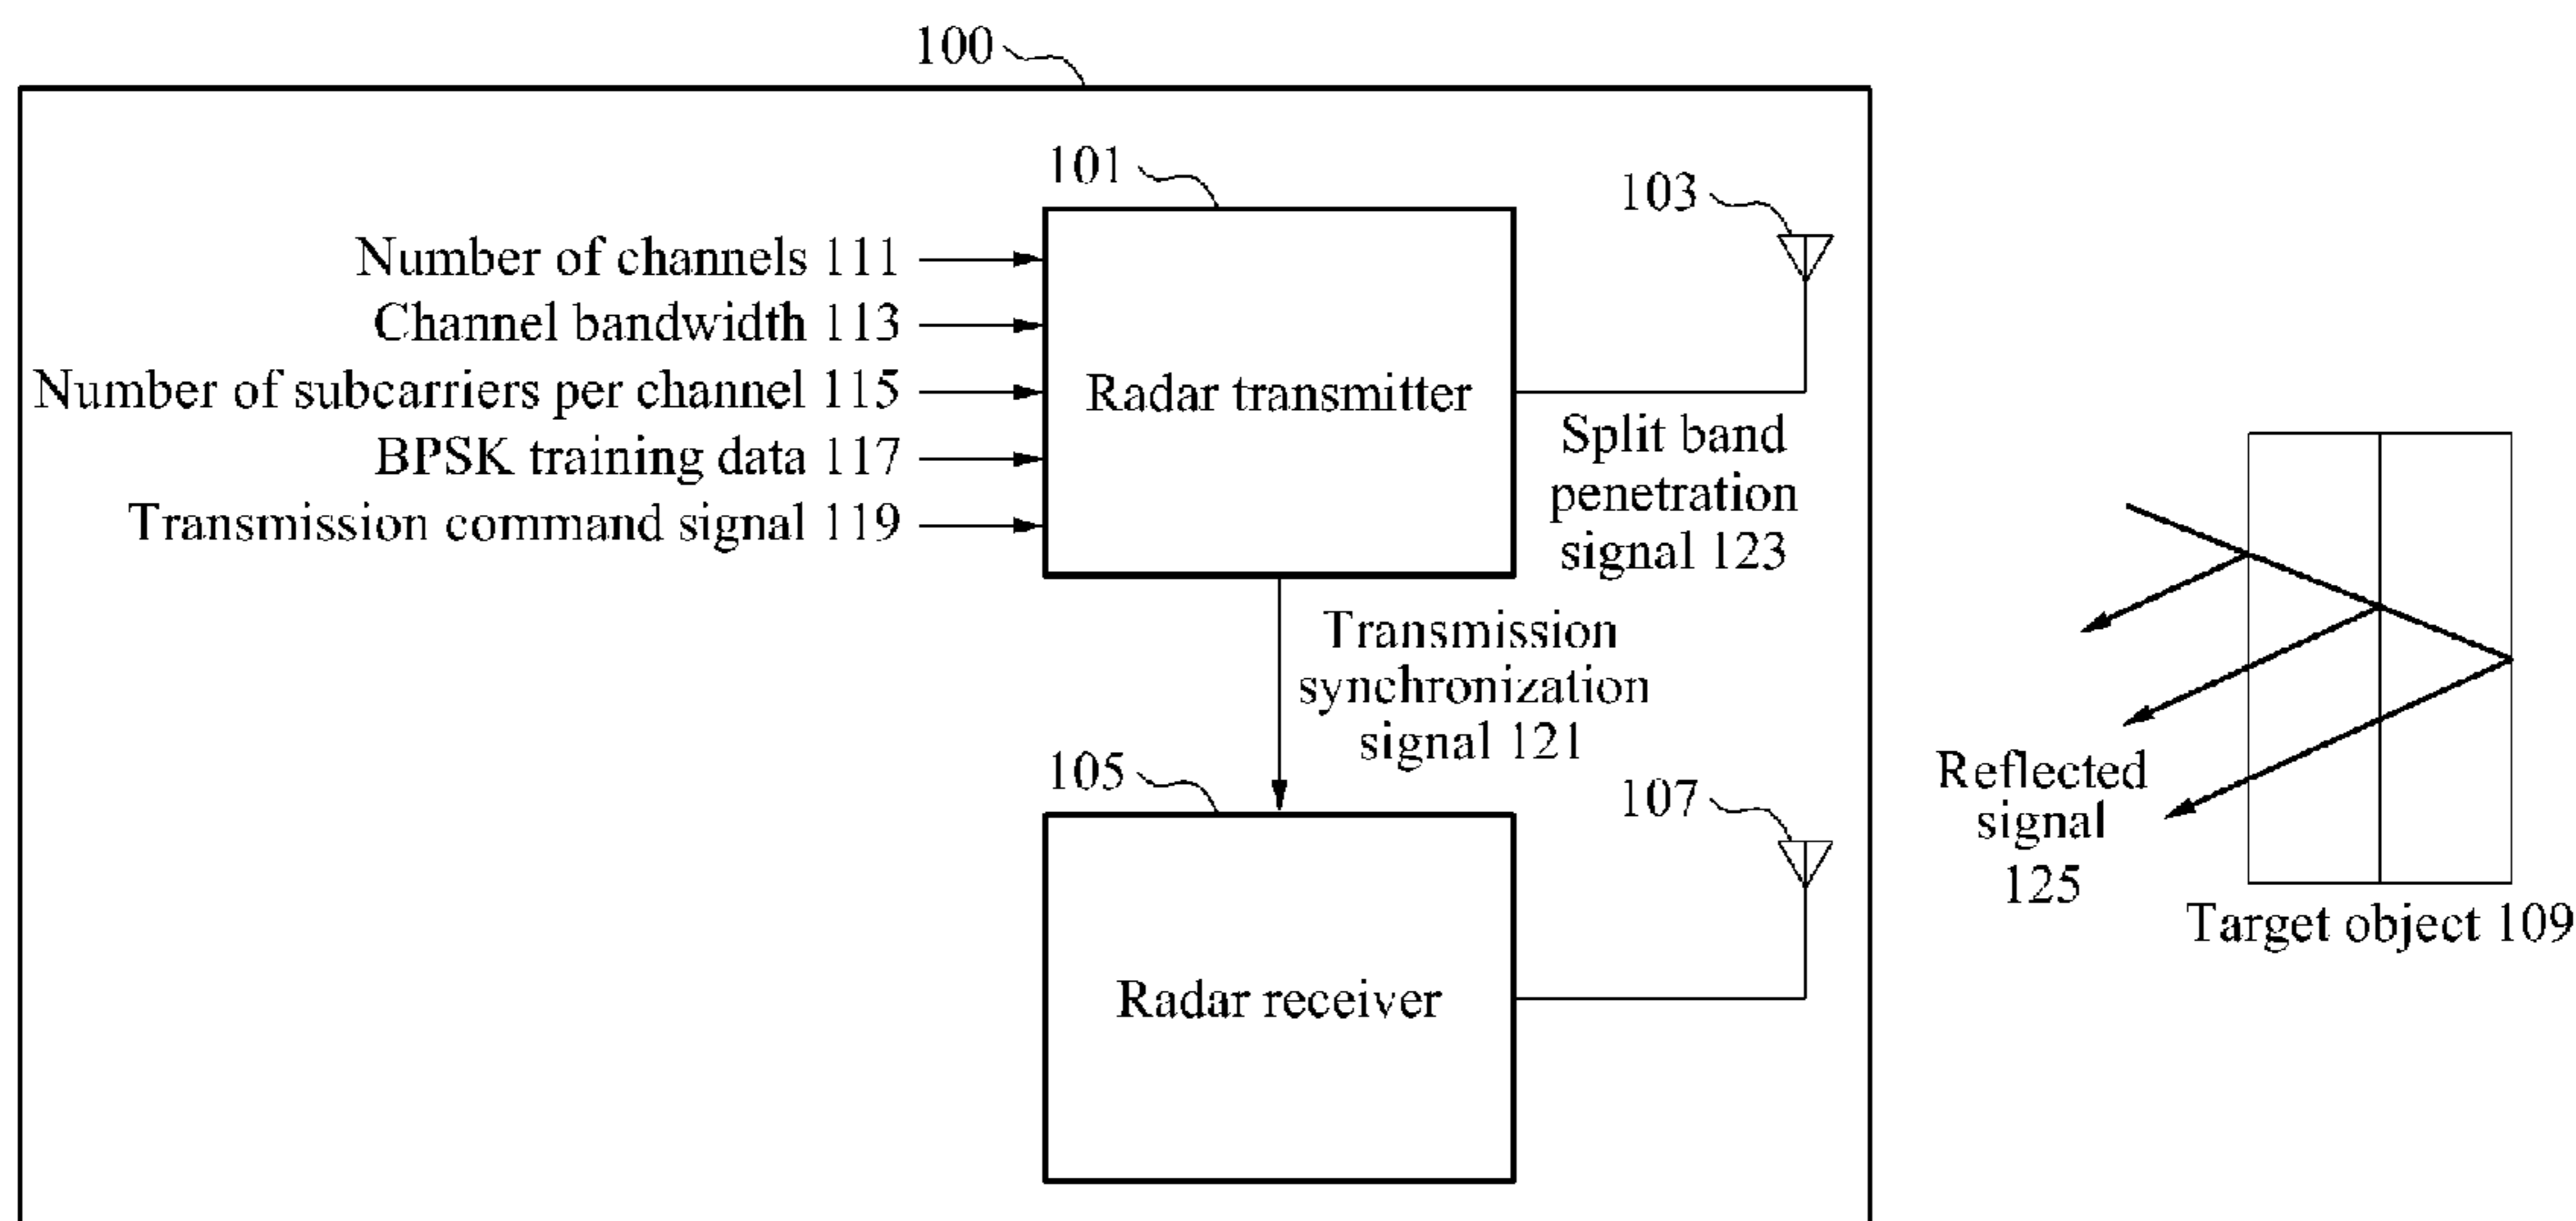 100
101
103
Number of channels 111
Channel bandwidth 113
Number of subcarriers per channel 115
BPSK training data 117
Transmission command signal 119
Radar transmitter
Split band
penetration
signal 123
Transmission
synchronization
signal 121
105
107
Radar receiver
Reflected
signal
125
Target object 109